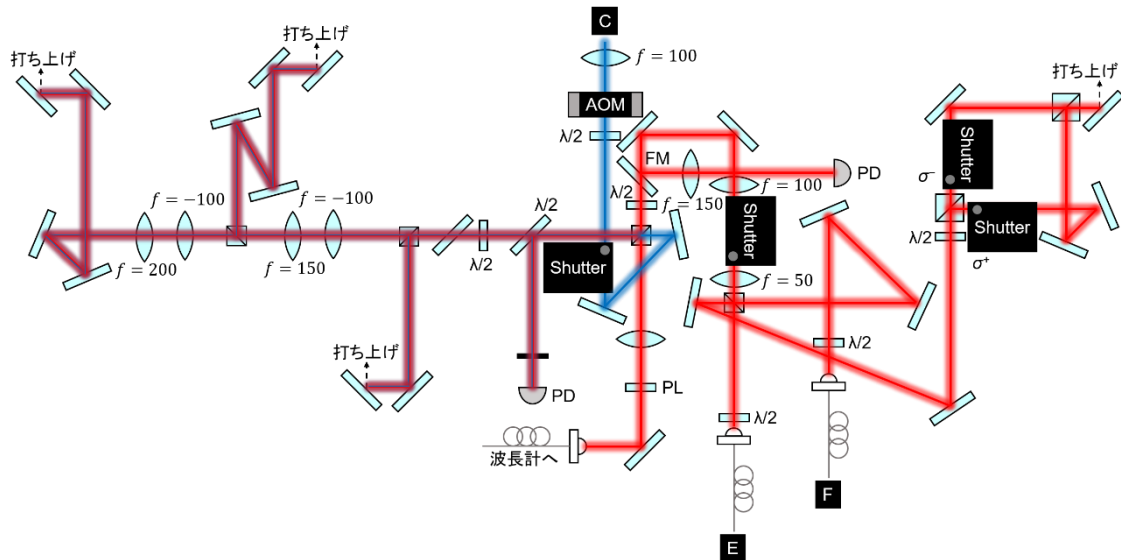 C
打ち上げ
打ち上げ
f = 100
打ち上げ
AOM
λ/2
Shutter
FM
PD
λ/2
σ⁻
f = −100
f = −100
λ/2
f = 150
f = 100
Shutter
Shutter
λ/2
σ⁺
f = 200
f = 150
λ/2
Shutter
f = 50
打ち上げ
λ/2
PD
PL
λ/2
波長計へ
F
E